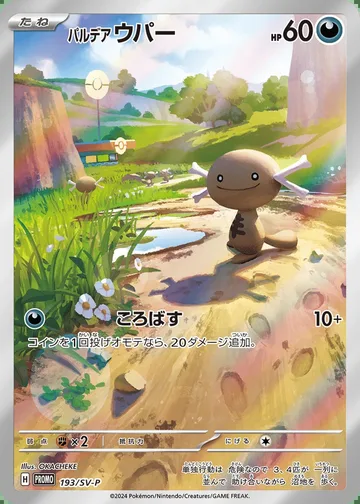 たね
パルデア ウパー
HP 60
ころばす 10+
コインを1回投げオモテなら、20ダメージ追加。
弱点 ×2 抵抗力 にげる
Illus. OKACHEKE
H PROMO 193/SV-P
単独行動は 危険なので 3、4匹が 一列に
並んで 助け合いながら 沼地を 歩く。
©2024 Pokémon/Nintendo/Creatures/GAME FREAK.